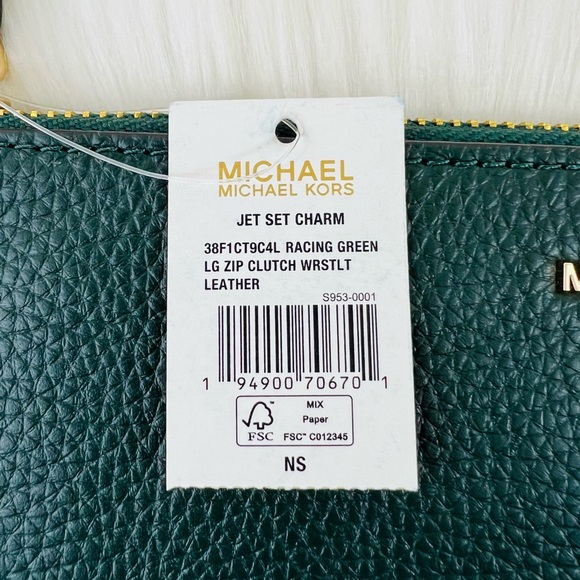 MICHAEL
MICHAEL KORS
JET SET CHARM
38F1CT9C4L RACING GREEN
LG ZIP CLUTCH WRSTLT
LEATHER
S953-0001
1 94900 70670 1
FSC
MIX
Paper
FSC™ C012345
NS
M